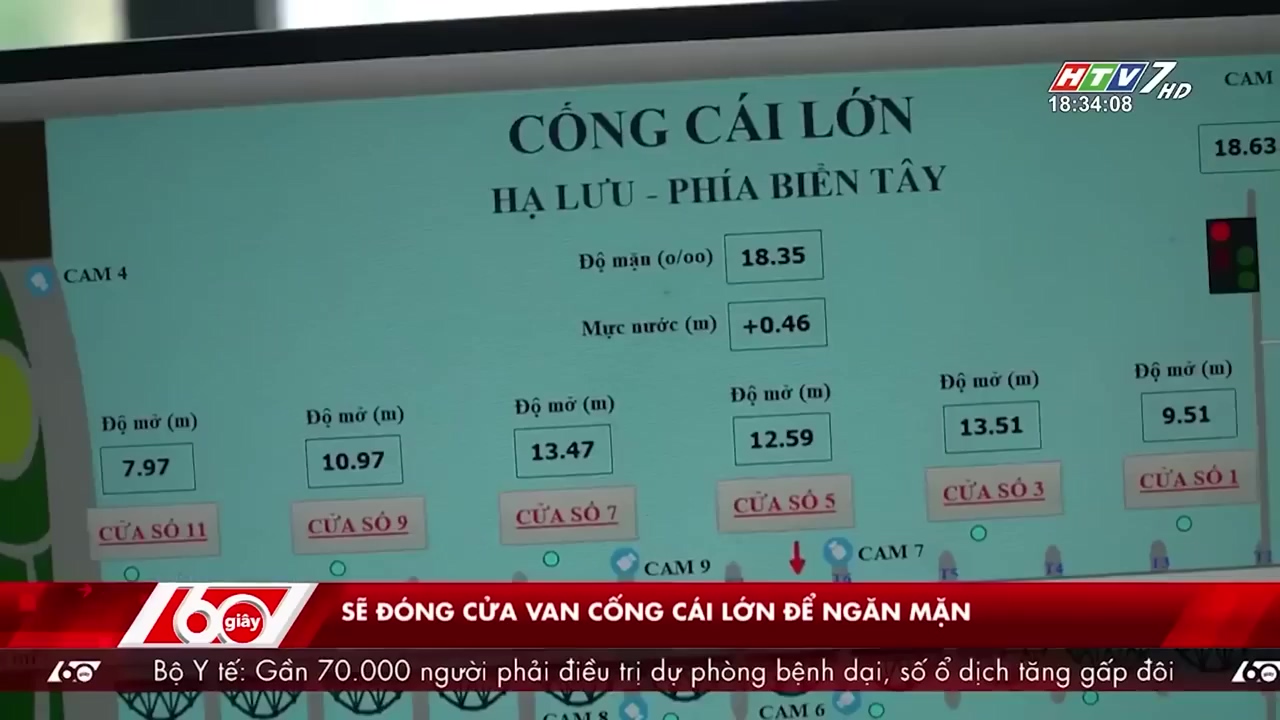 HTV7 HD
18:34:08
CAM
18.63
CỐNG CÁI LỚN
HẠ LƯU - PHÍA BIỂN TÂY
CAM 4
Độ mặn (o/oo) 18.35
Mực nước (m) +0.46
Độ mở (m) Độ mở (m) Độ mở (m) Độ mở (m) Độ mở (m) Độ mở (m)
7.97 10.97 13.47 12.59 13.51 9.51
CỬA SỐ 11 CỬA SỐ 9 CỬA SỐ 7 CỬA SỐ 5 CỬA SỐ 3 CỬA SỐ 1
CAM 9 CAM 7
T6 T5 T4 T3
60 giây
SẼ ĐÓNG CỬA VAN CỐNG CÁI LỚN ĐỂ NGĂN MẶN
60 giây Bộ Y tế: Gần 70.000 người phải điều trị dự phòng bệnh dại, số ổ dịch tăng gấp đôi 60
CAM 8 CAM 6